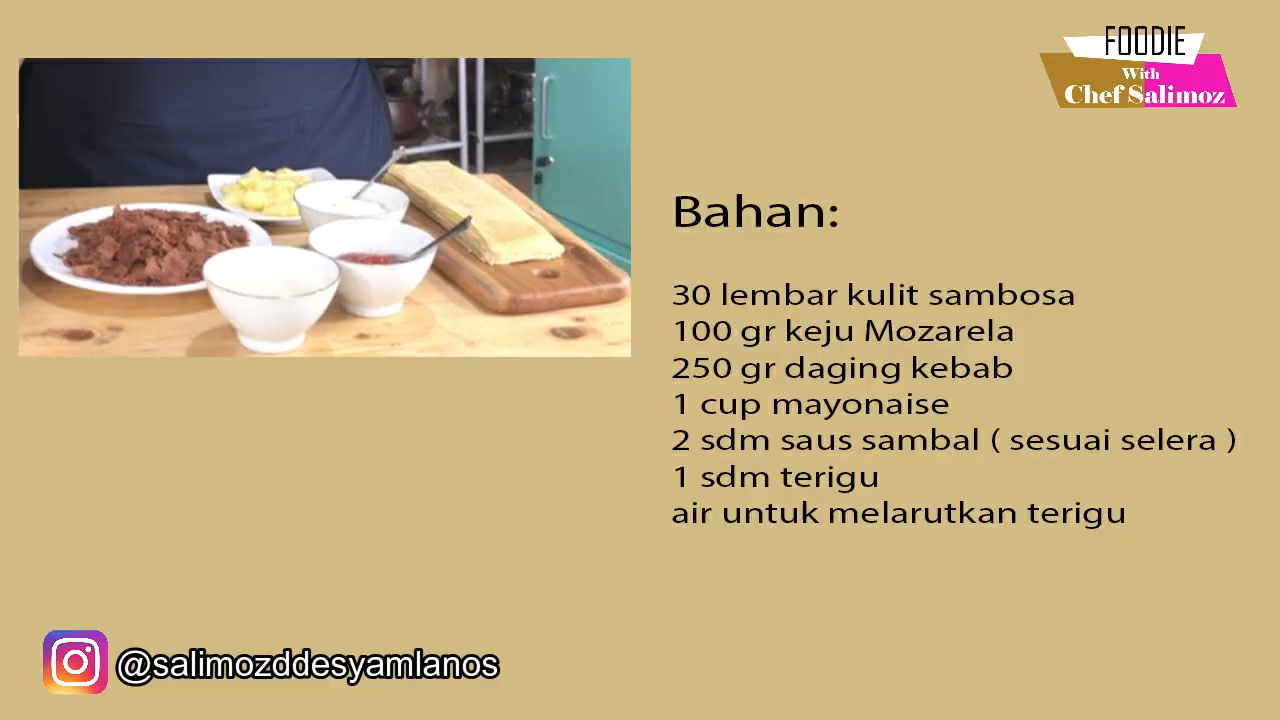 FOODIE
With
Chef Salimoz
Bahan:
30 lembar kulit sambosa
100 gr keju Mozarela
250 gr daging kebab
1 cup mayonaise
2 sdm saus sambal ( sesuai selera )
1 sdm terigu
air untuk melarutkan terigu
@salimozddesyamlanos